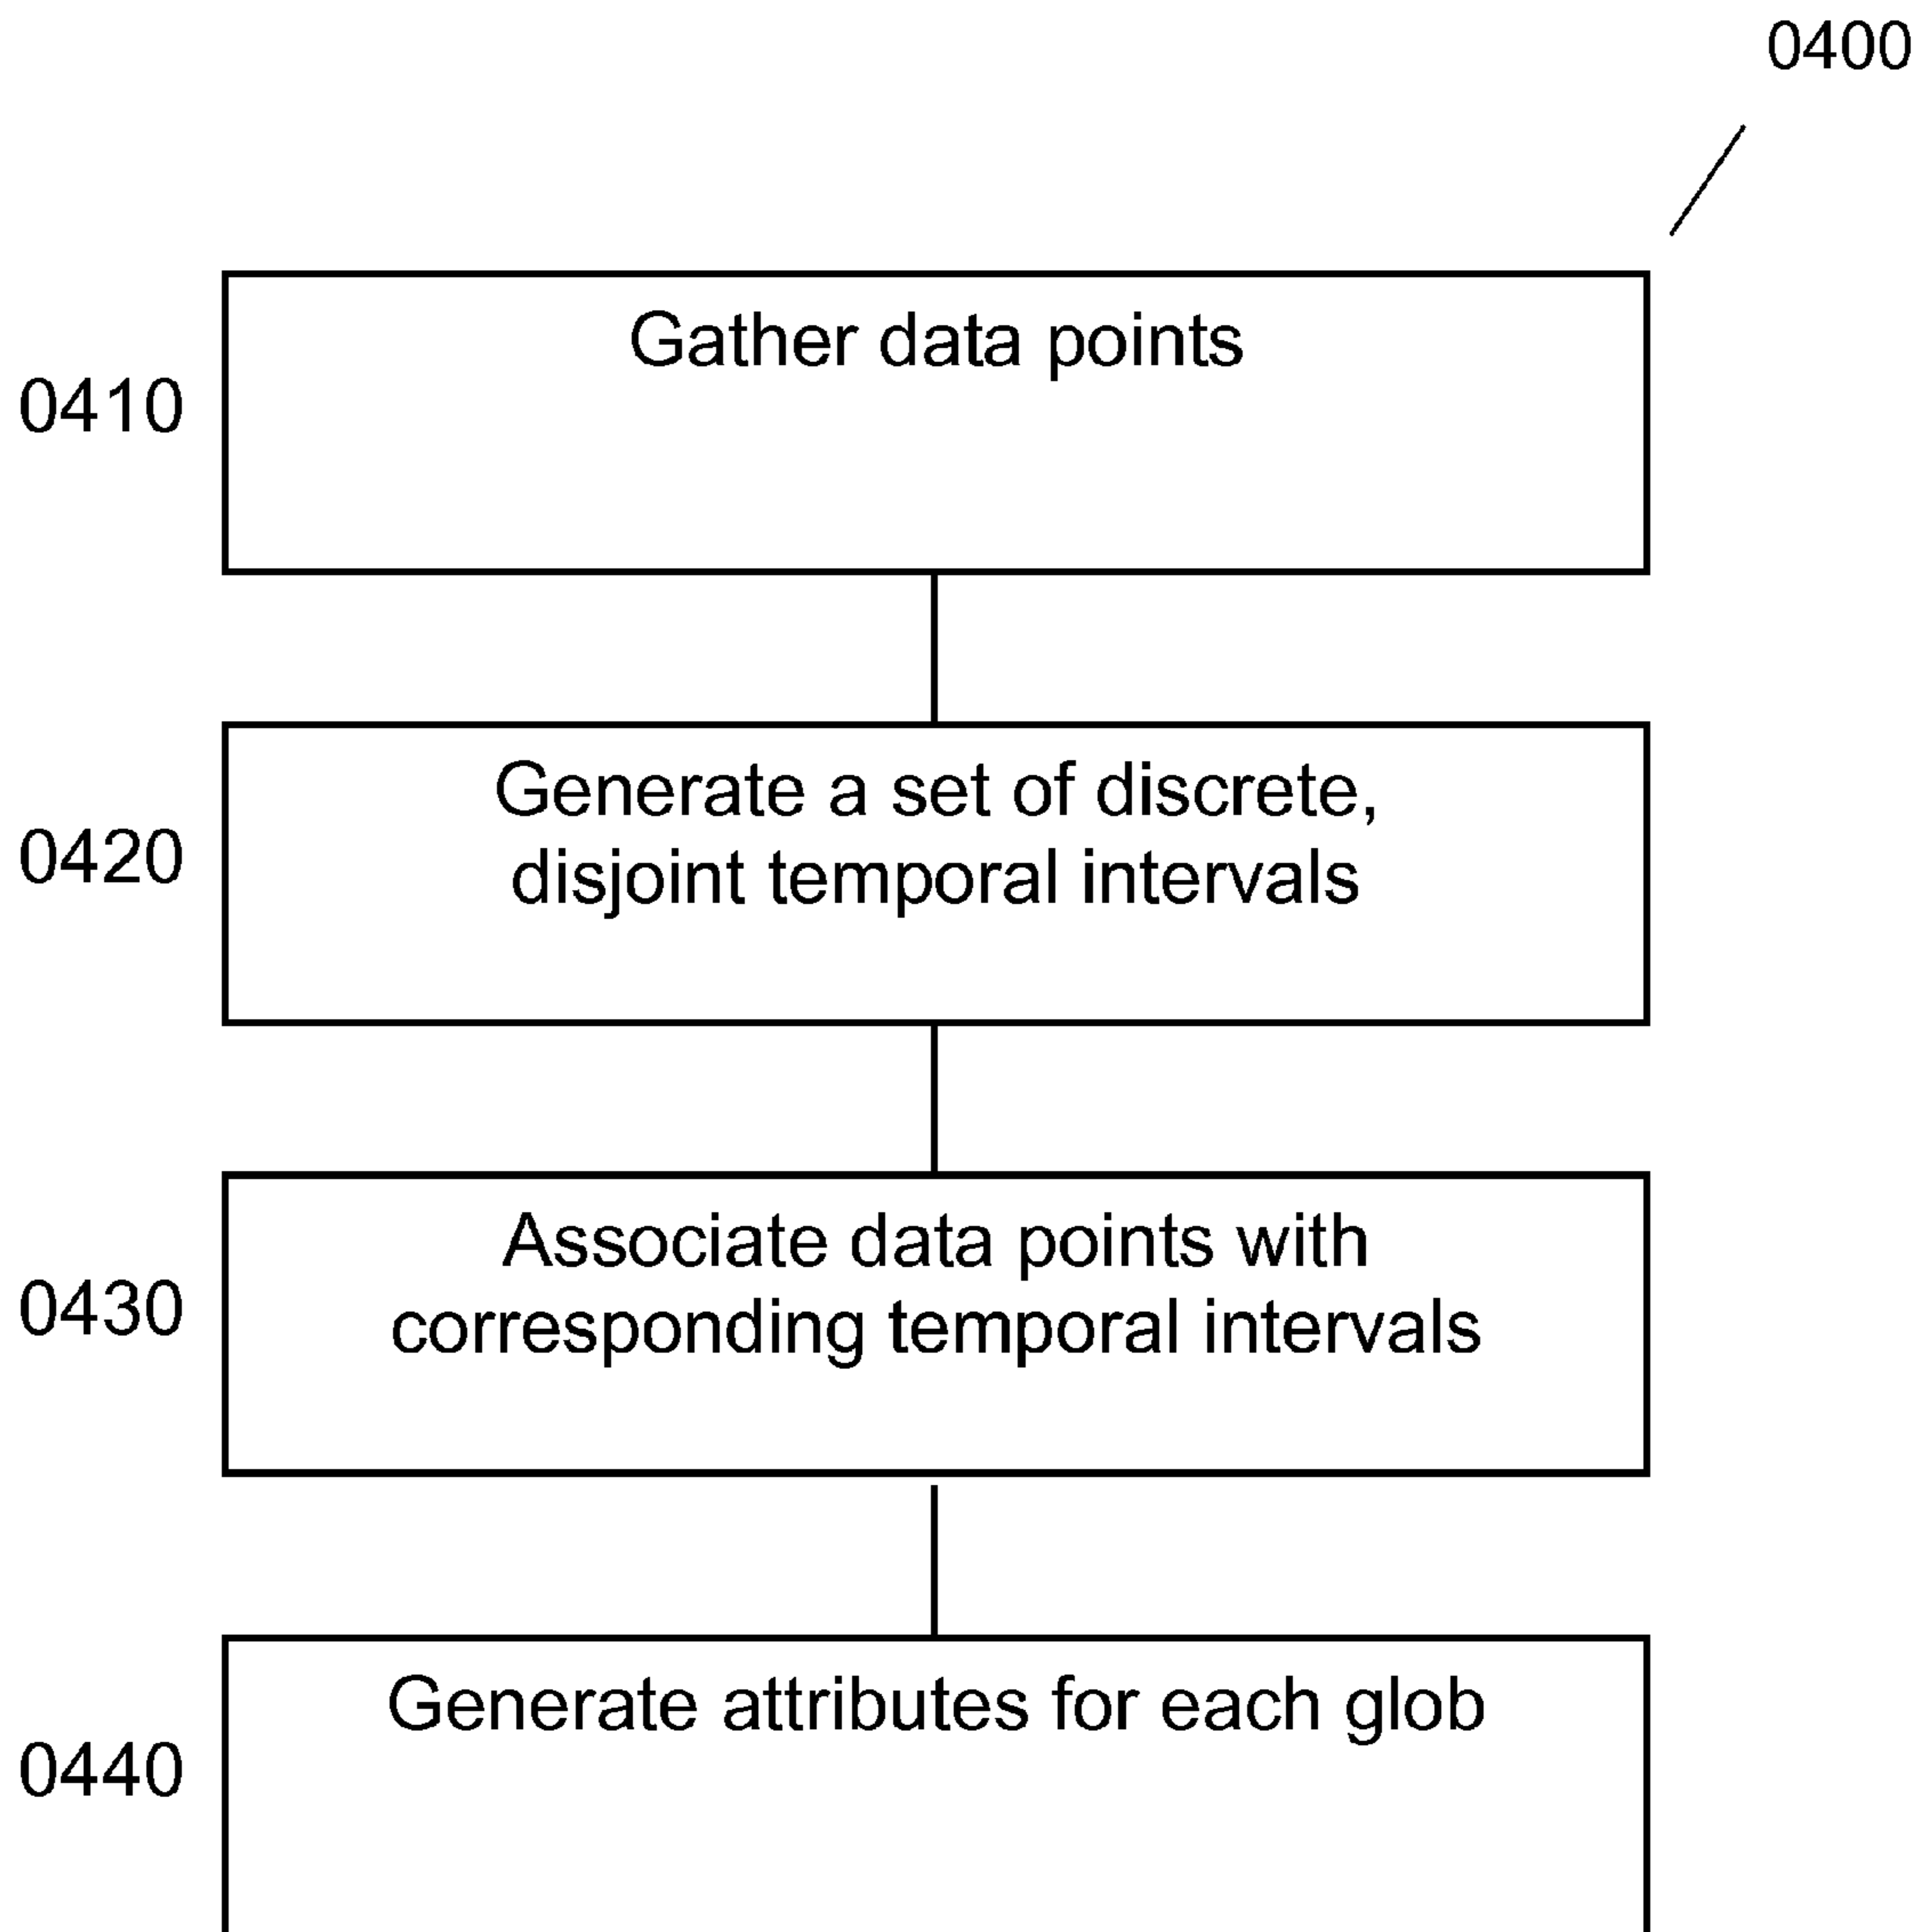 0400
Gather data points
0410
Generate a set of discrete,
disjoint temporal intervals
0420
Associate data points with
corresponding temporal intervals
0430
Generate attributes for each glob
0440